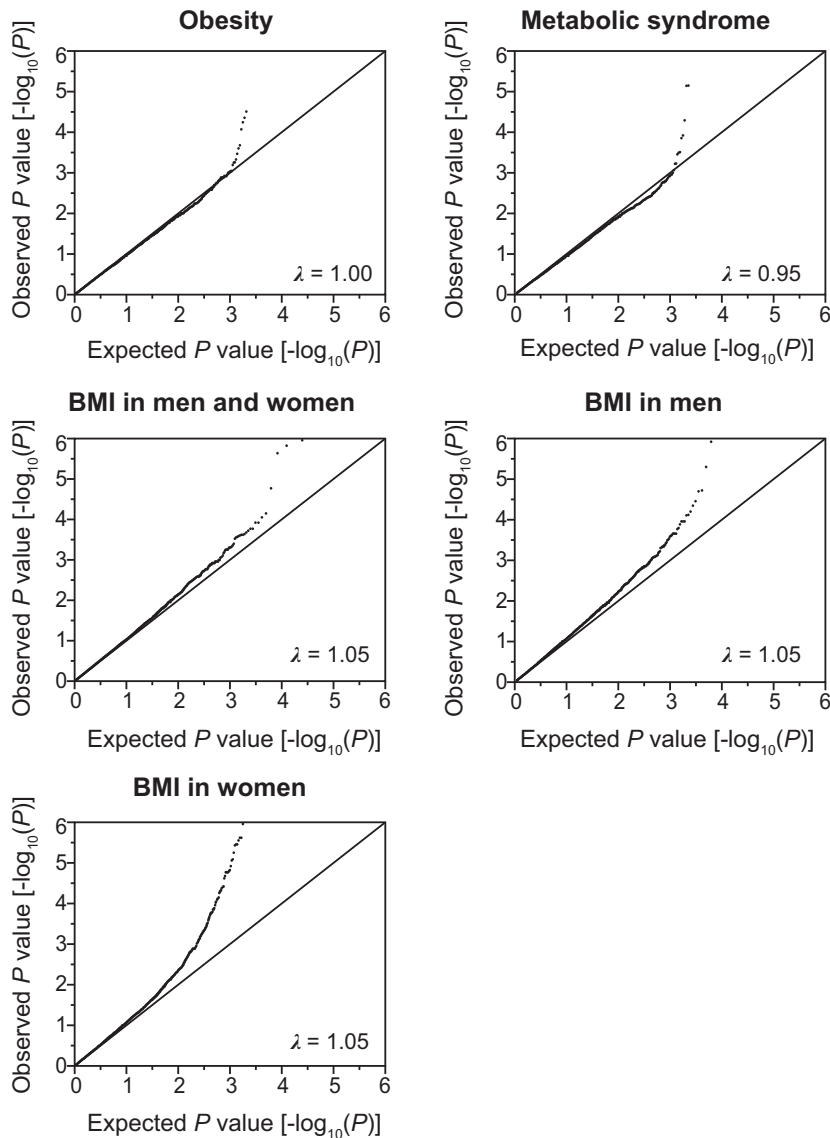 Obesity
Observed P value [-log10(P)]
6
5
4
3
2
1
0
λ = 1.00
0 1 2 3 4 5 6
Expected P value [-log10(P)]
Metabolic syndrome
Observed P value [-log10(P)]
6
5
4
3
2
1
0
λ = 0.95
0 1 2 3 4 5 6
Expected P value [-log10(P)]
BMI in men and women
Observed P value [-log10(P)]
6
5
4
3
2
1
0
λ = 1.05
0 1 2 3 4 5 6
Expected P value [-log10(P)]
BMI in men
Observed P value [-log10(P)]
6
5
4
3
2
1
0
λ = 1.05
0 1 2 3 4 5 6
Expected P value [-log10(P)]
BMI in women
Observed P value [-log10(P)]
6
5
4
3
2
1
0
λ = 1.05
0 1 2 3 4 5 6
Expected P value [-log10(P)]